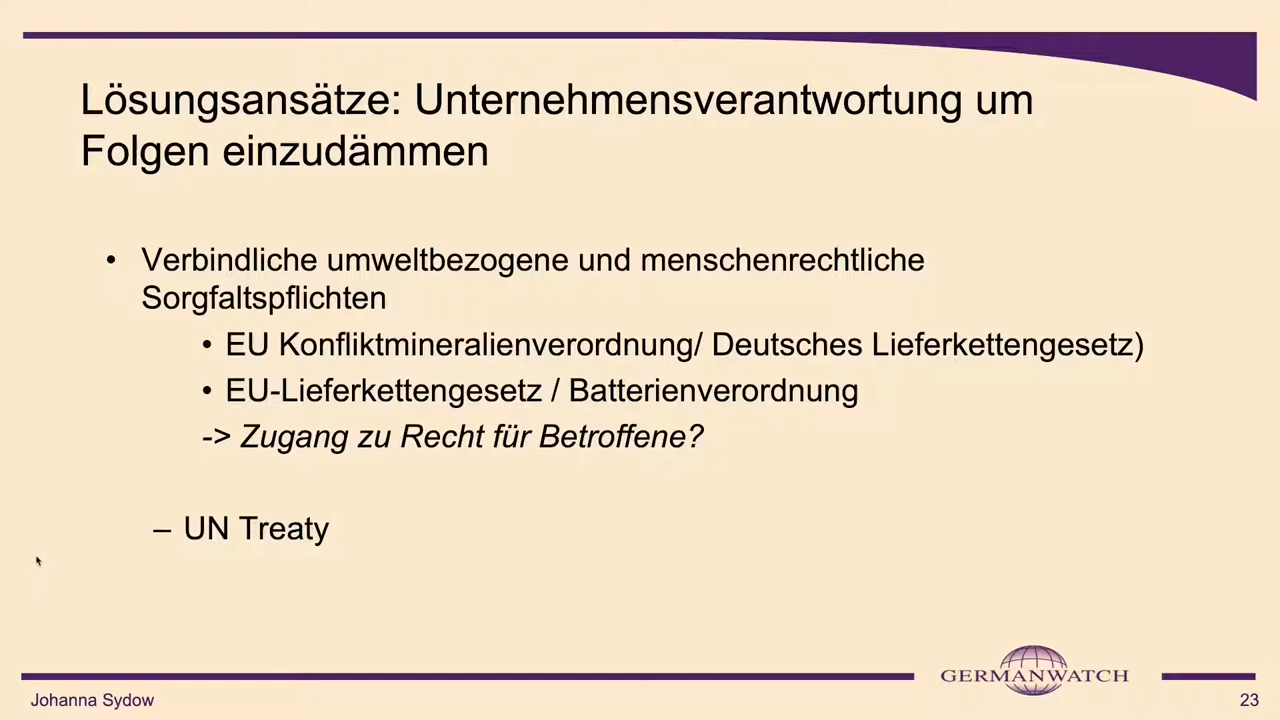 Lösungsansätze: Unternehmensverantwortung um
Folgen einzudämmen
• Verbindliche umweltbezogene und menschenrechtliche
Sorgfaltspflichten
• EU Konfliktmineralienverordnung/ Deutsches Lieferkettengesetz)
• EU-Lieferkettengesetz / Batterienverordnung
-> Zugang zu Recht für Betroffene?
– UN Treaty
GERMANWATCH
Johanna Sydow
23